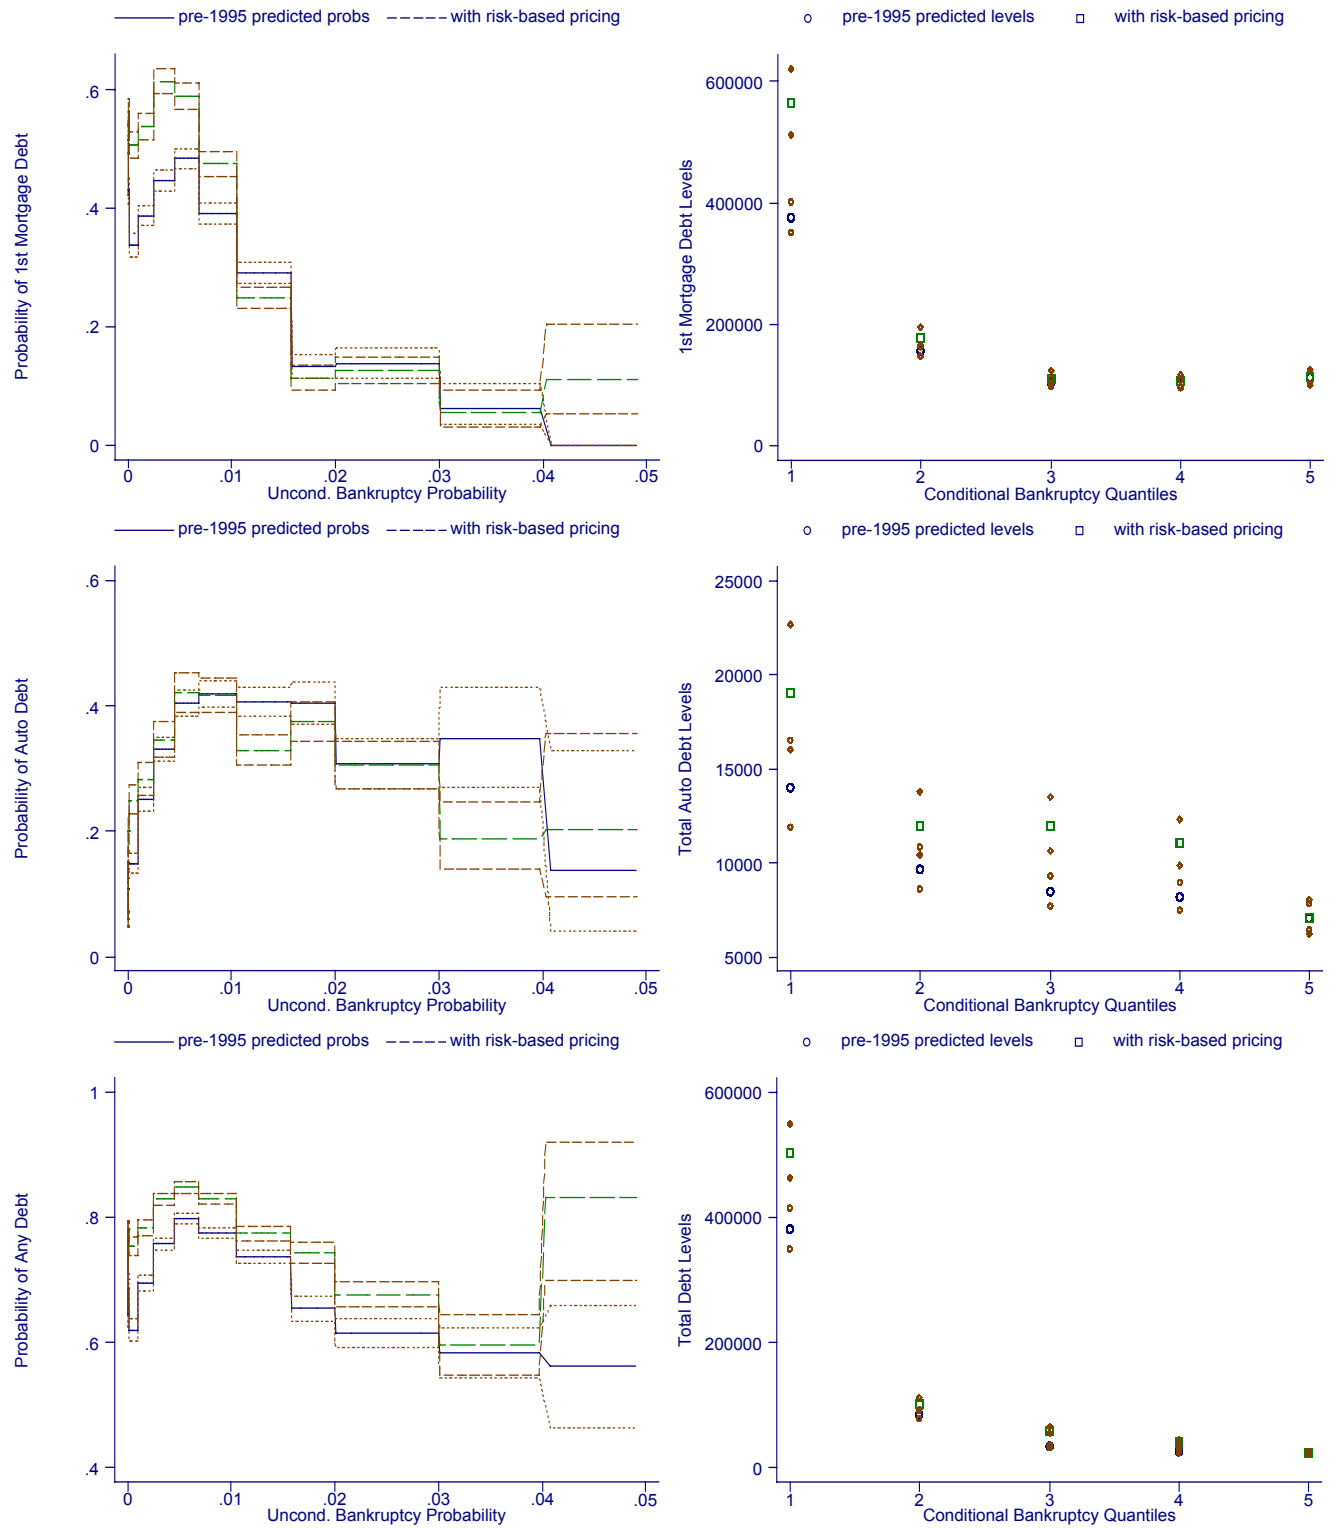 pre-1995 predicted probs with risk-based pricing
Probability of 1st Mortgage Debt
.6
.4
.2
0
0 .01 .02 .03 .04 .05
Uncond. Bankruptcy Probability
pre-1995 predicted levels with risk-based pricing
1st Mortgage Debt Levels
600000
400000
200000
0
1 2 3 4 5
Conditional Bankruptcy Quantiles
pre-1995 predicted probs with risk-based pricing
Probability of Auto Debt
.6
.4
.2
0
0 .01 .02 .03 .04 .05
Uncond. Bankruptcy Probability
pre-1995 predicted levels with risk-based pricing
Total Auto Debt Levels
25000
20000
15000
10000
5000
1 2 3 4 5
Conditional Bankruptcy Quantiles
pre-1995 predicted probs with risk-based pricing
Probability of Any Debt
1
.8
.6
.4
0 .01 .02 .03 .04 .05
Uncond. Bankruptcy Probability
pre-1995 predicted levels with risk-based pricing
Total Debt Levels
600000
400000
200000
0
1 2 3 4 5
Conditional Bankruptcy Quantiles